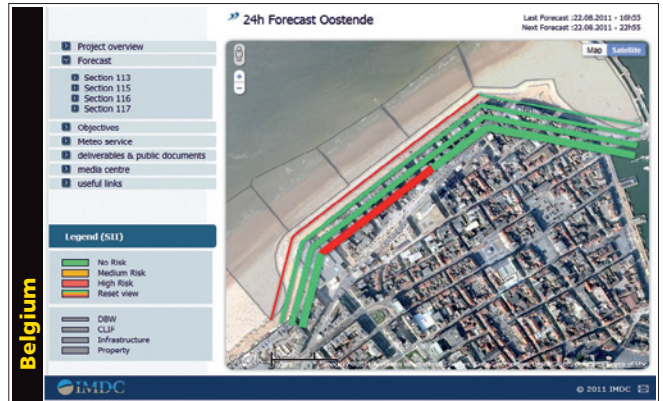 Belgium
24h Forecast Oostende
Last Forecast :22.08.2011 - 16h55
Next Forecast :22.08.2011 - 22h55
Project overview
Forecast
Section 113
Section 115
Section 116
Section 117
Objectives
Meteo service
deliverables & public documents
media centre
useful links
Map
Satellite
Legend (SII)
No Risk
Medium Risk
High Risk
Reset view
DBW
CLIF
Infrastructure
Property
IMDC
© 2011 IMDC